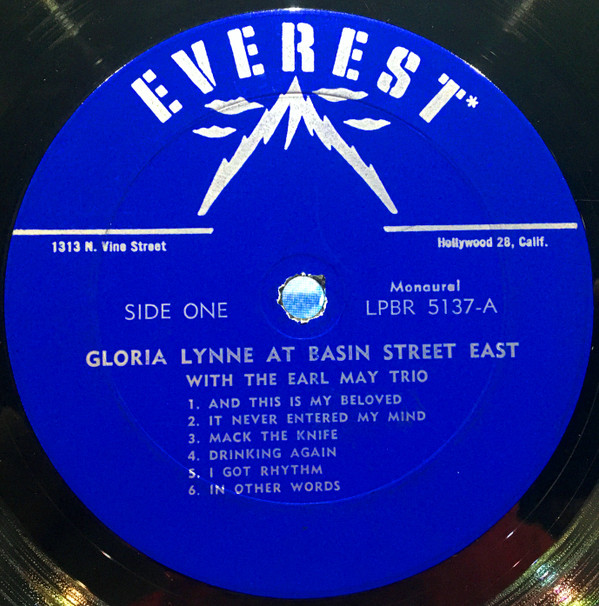 EVEREST*
1313 N. Vine Street
Hollywood 28, Calif.
Monaural
SIDE ONE
LPBR 5137-A
GLORIA LYNNE AT BASIN STREET EAST
WITH THE EARL MAY TRIO
1. AND THIS IS MY BELOVED
2. IT NEVER ENTERED MY MIND
3. MACK THE KNIFE
4. DRINKING AGAIN
5. I GOT RHYTHM
6. IN OTHER WORDS